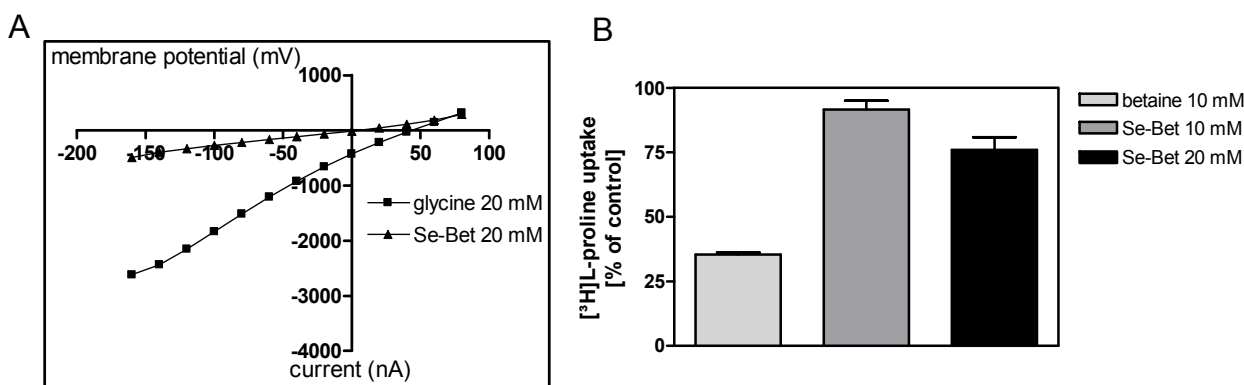 A
membrane potential (mV)
1000
-200 -150 -100 -50 0 50 100
-1000
-2000
-3000
-4000
glycine 20 mM
Se-Bet 20 mM
current (nA)
B
100
75
50
25
0
[³H]L-proline uptake
[% of control]
betaine 10 mM
Se-Bet 10 mM
Se-Bet 20 mM